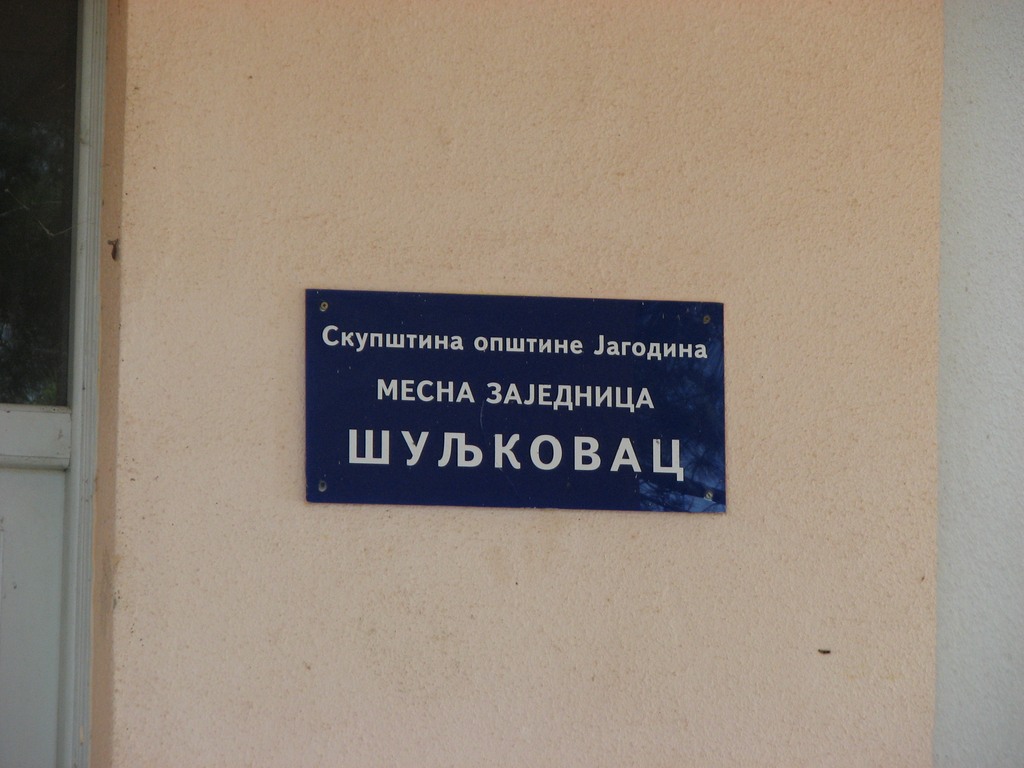 Скупштина општине Јагодина
МЕСНА ЗАЈЕДНИЦА
ШУЉКОВАЦ